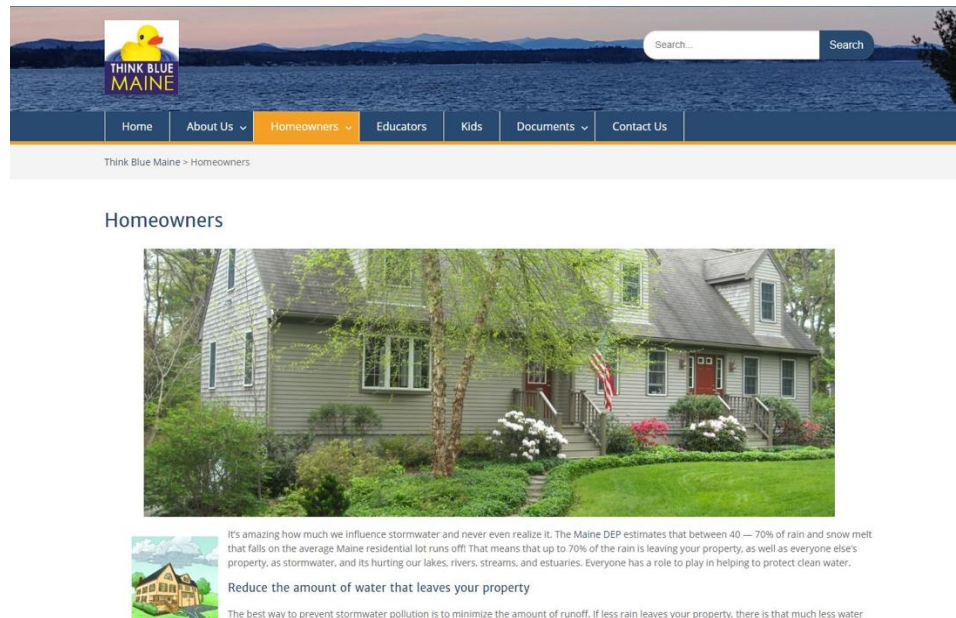 THINK BLUE
MAINE
Search...
Search
Home
About Us
Homeowners
Educators
Kids
Documents
Contact Us
Think Blue Maine > Homeowners
Homeowners
It's amazing how much we influence stormwater and never even realize it. The Maine DEP estimates that between 40 — 70% of rain and snow melt
that falls on the average Maine residential lot runs off! That means that up to 70% of the rain is leaving your property, as well as everyone else's
property, as stormwater, and its hurting our lakes, rivers, streams, and estuaries. Everyone has a role to play in helping to protect clean water.
Reduce the amount of water that leaves your property
The best way to prevent stormwater pollution is to minimize the amount of runoff. If less rain leaves your property, there is that much less water